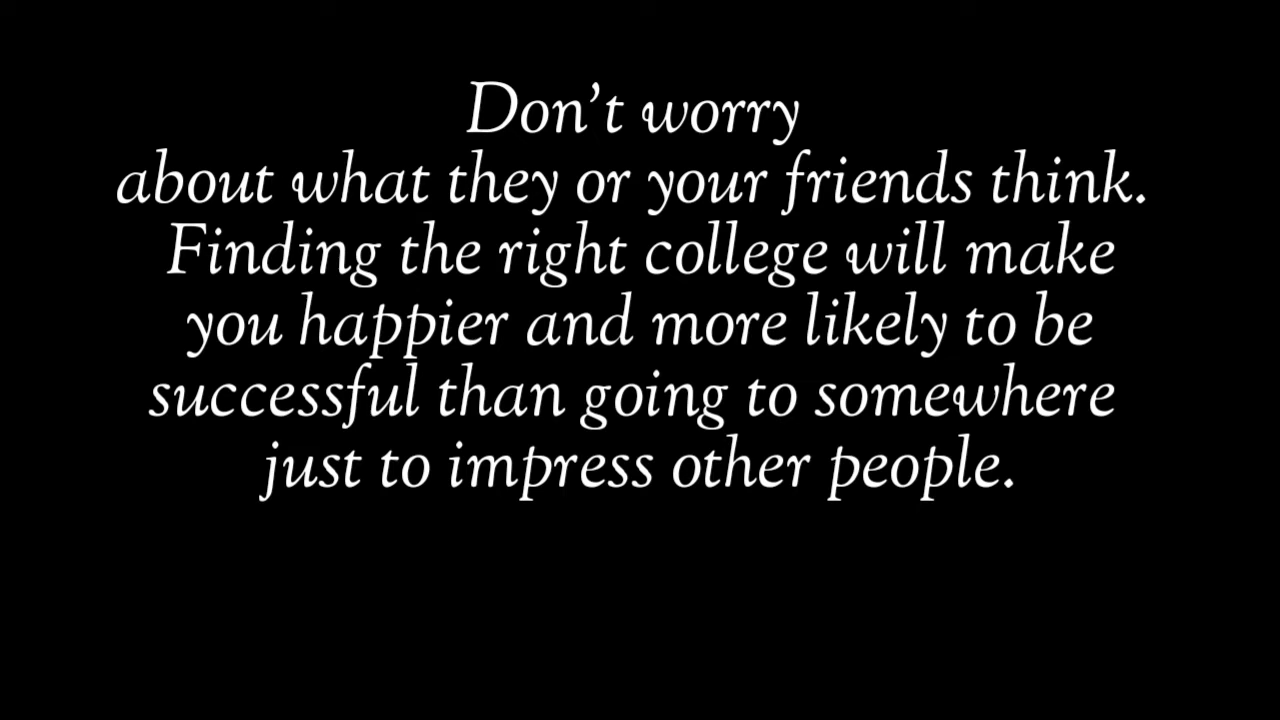 Don’t worry
about what they or your friends think.
Finding the right college will make
you happier and more likely to be
successful than going to somewhere
just to impress other people.